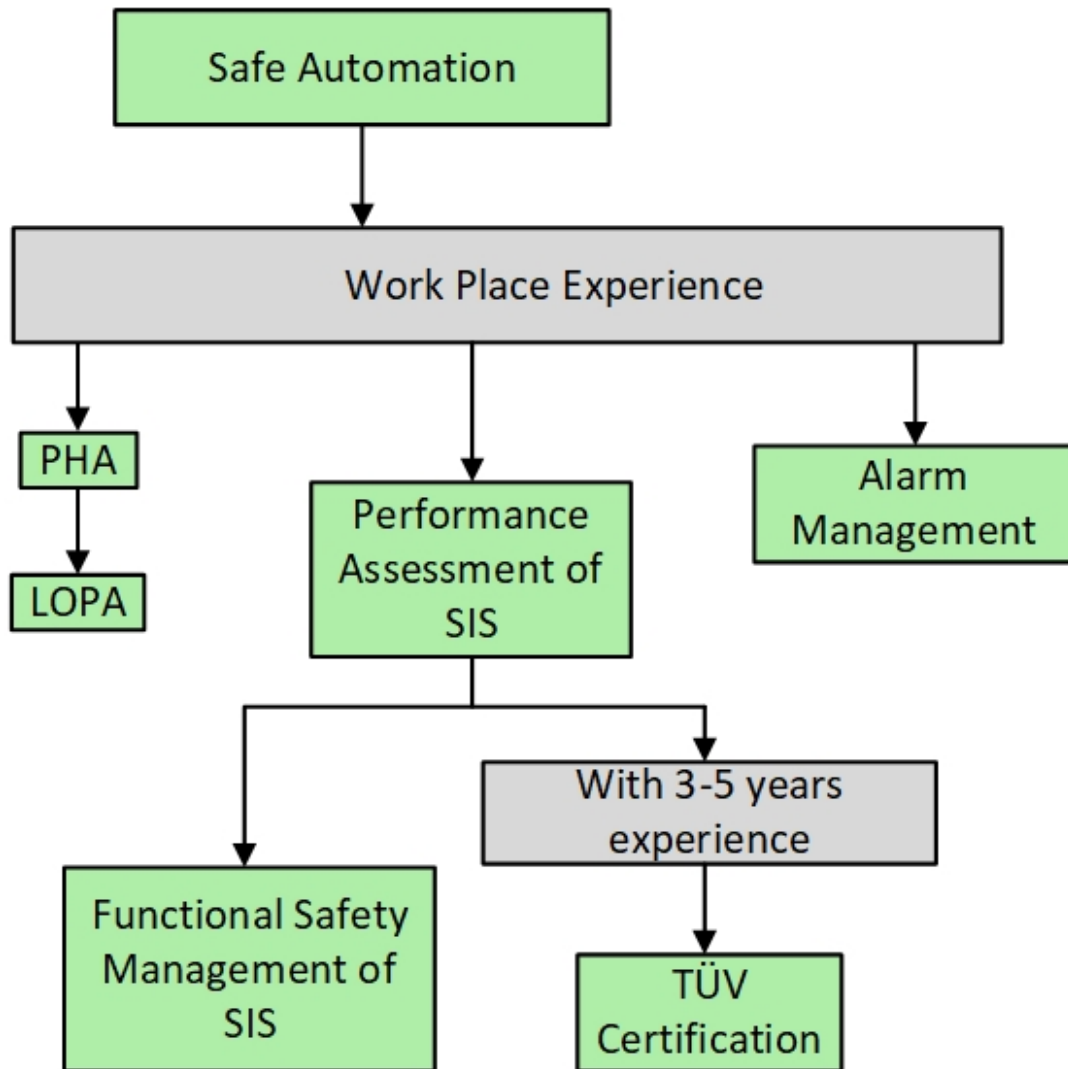 Safe Automation
Work Place Experience
PHA
LOPA
Performance
Assessment of
SIS
Alarm
Management
With 3-5 years
experience
Functional Safety
Management of
SIS
TÜV
Certification